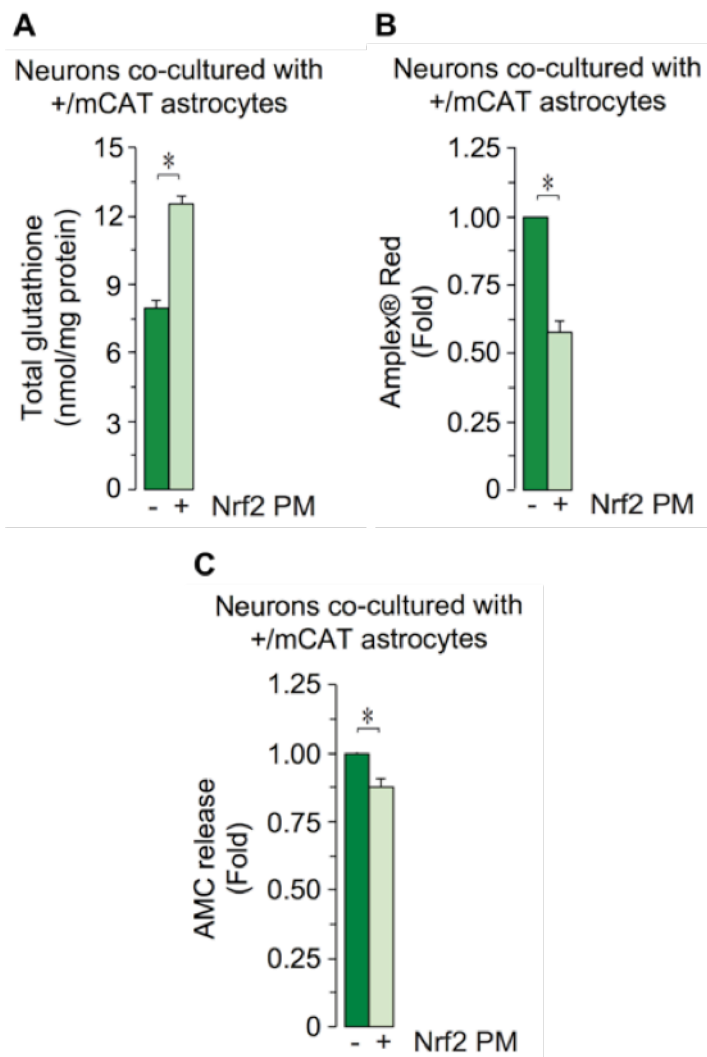 A
Neurons co-cultured with
+/mCAT astrocytes
Total glutathione
(nmol/mg protein)
15
12
9
6
3
0
*
- + Nrf2 PM
B
Neurons co-cultured with
+/mCAT astrocytes
Amplex® Red
(Fold)
1.25
1.00
0.75
0.50
0.25
0
*
- + Nrf2 PM
C
Neurons co-cultured with
+/mCAT astrocytes
AMC release
(Fold)
1.25
1.00
0.75
0.50
0.25
0
*
- + Nrf2 PM